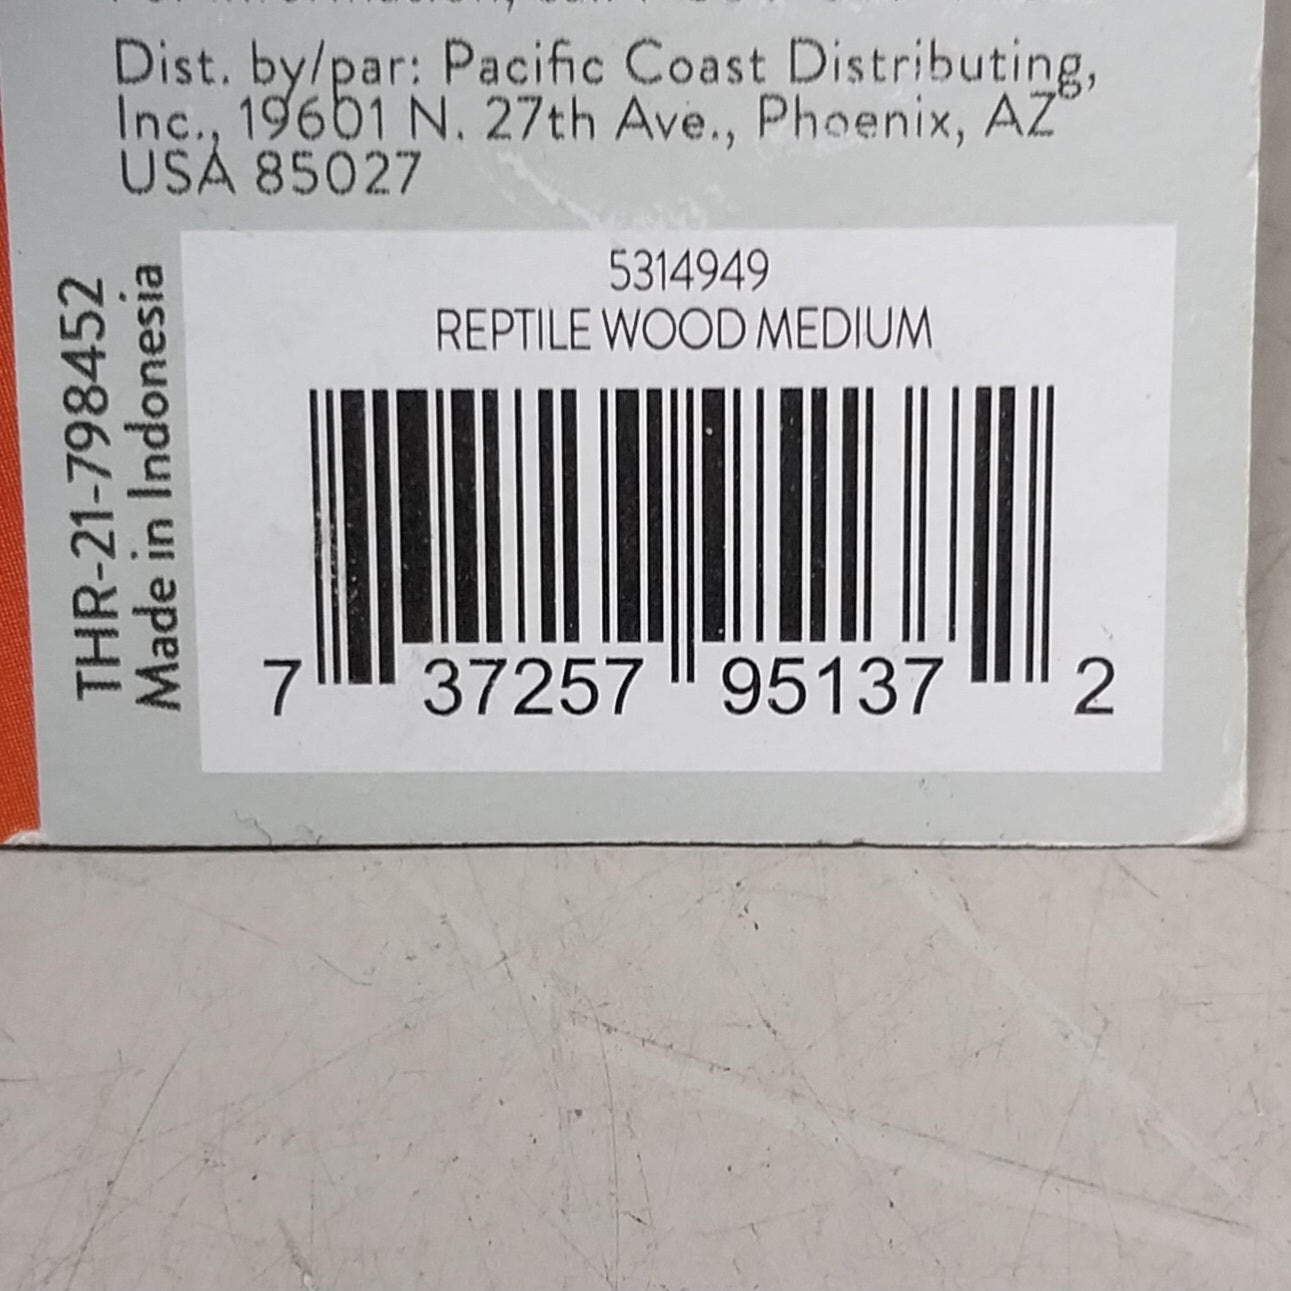 Dist. by/par: Pacific Coast Distributing,
Inc., 19601 N. 27th Ave., Phoenix, AZ
USA 85027
THR-21-798452
Made in Indonesia
5314949
REPTILE WOOD MEDIUM
7 37257 95137 2